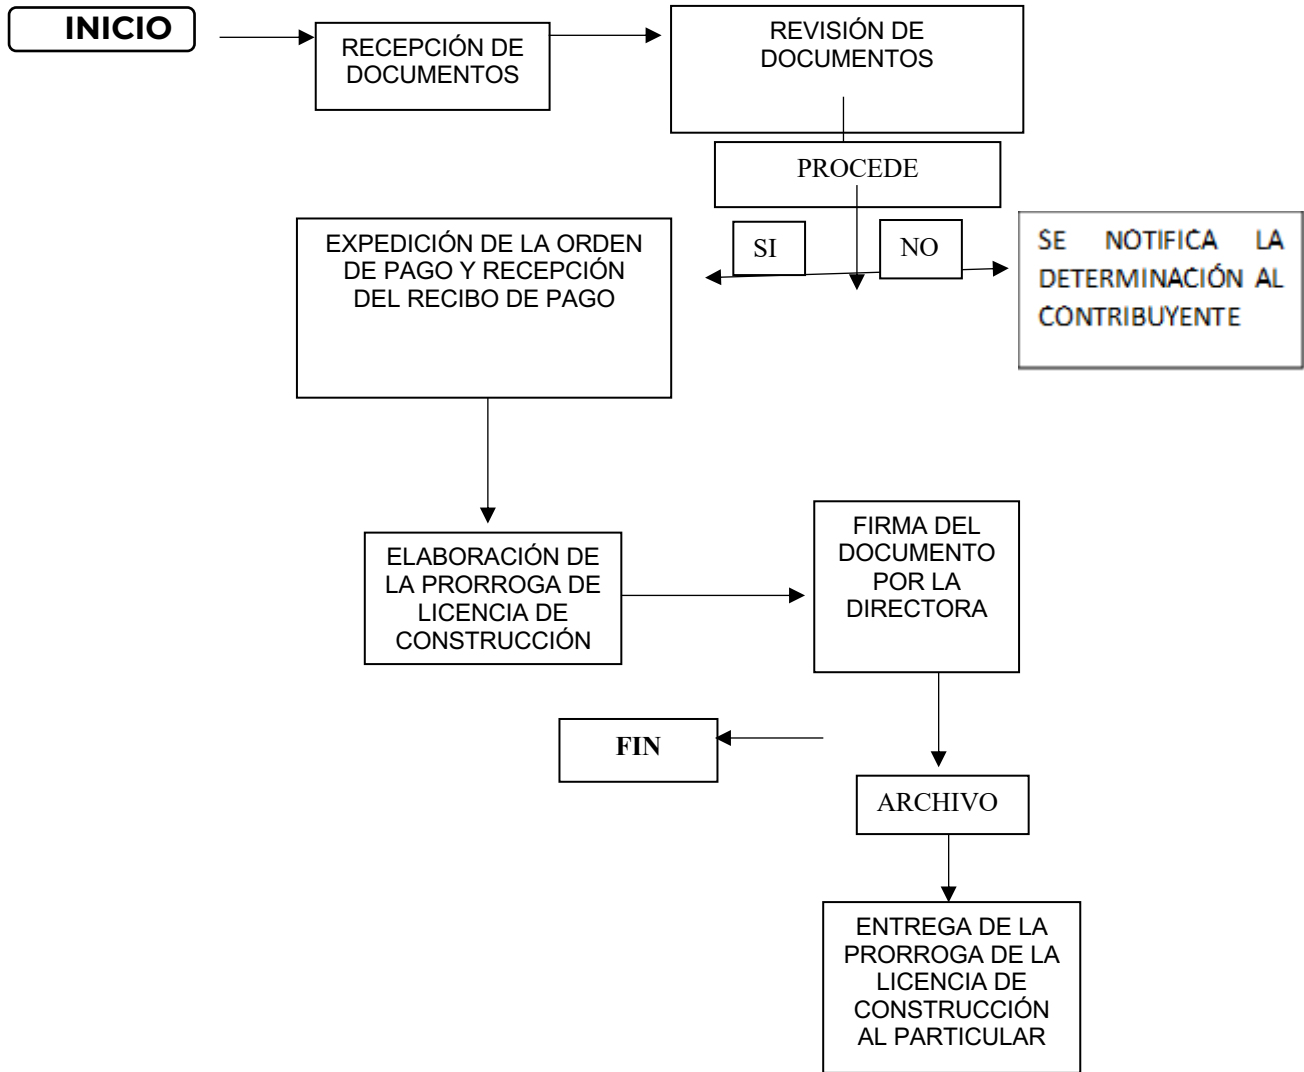 INICIO
RECEPCIÓN DE
DOCUMENTOS
REVISIÓN DE
DOCUMENTOS
PROCEDE
SI
NO
SE NOTIFICA LA
DETERMINACIÓN AL
CONTRIBUYENTE
EXPEDICIÓN DE LA ORDEN
DE PAGO Y RECEPCIÓN
DEL RECIBO DE PAGO
ELABORACIÓN DE
LA PRORROGA DE
LICENCIA DE
CONSTRUCCIÓN
FIRMA DEL
DOCUMENTO
POR LA
DIRECTORA
FIN
ARCHIVO
ENTREGA DE LA
PRORROGA DE LA
LICENCIA DE
CONSTRUCCIÓN
AL PARTICULAR